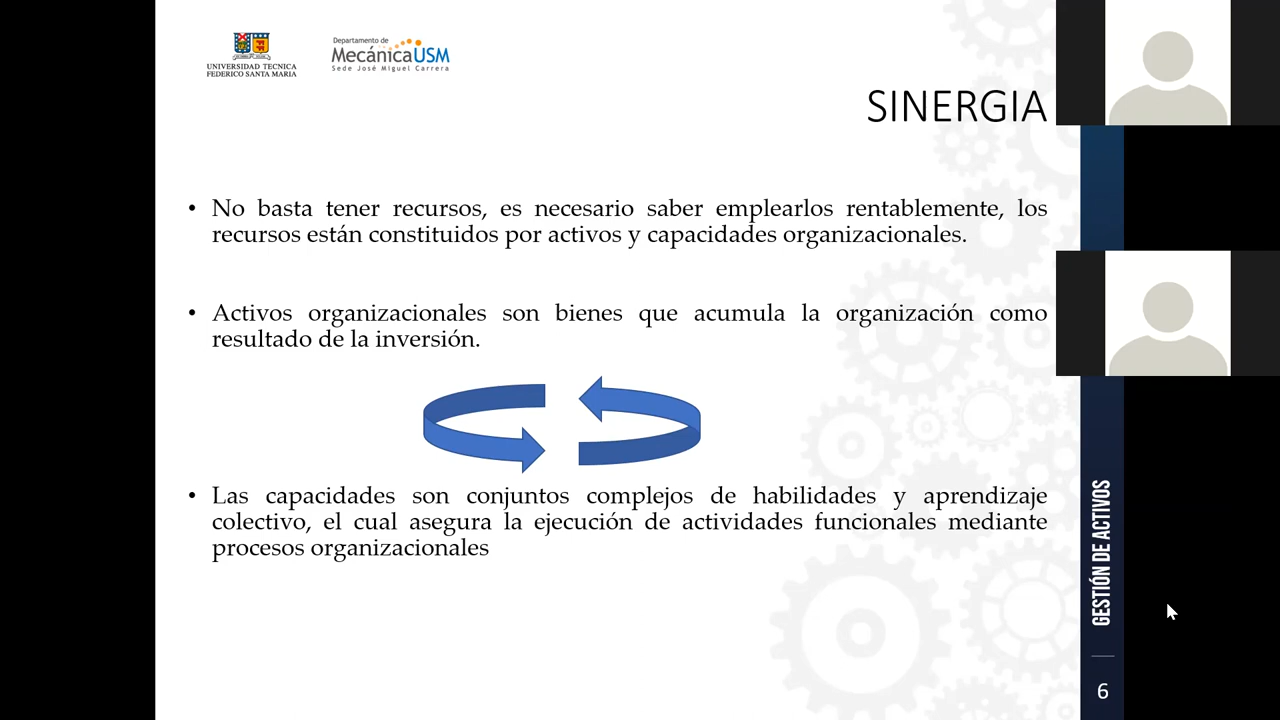 UNIVERSIDAD TECNICA
FEDERICO SANTA MARIA
Departamento de
MecánicaUSM
Sede José Miguel Carrera
SINERGIA
• No basta tener recursos, es necesario saber emplearlos rentablemente, los
recursos están constituidos por activos y capacidades organizacionales.
• Activos organizacionales son bienes que acumula la organización como
resultado de la inversión.
• Las capacidades son conjuntos complejos de habilidades y aprendizaje
colectivo, el cual asegura la ejecución de actividades funcionales mediante
procesos organizacionales
GESTIÓN DE ACTIVOS
6